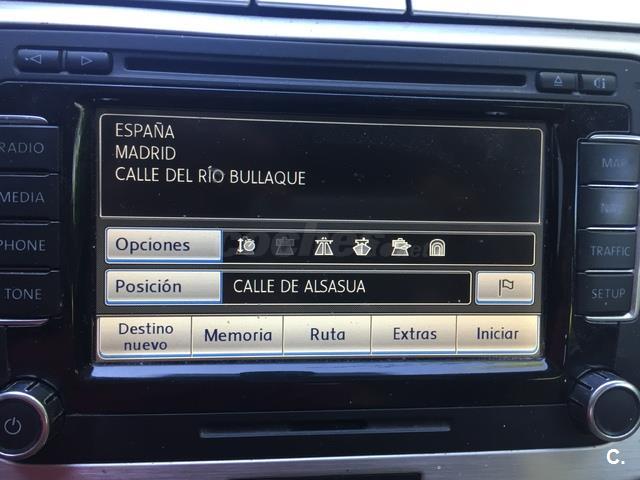 ESPAÑA
MADRID
CALLE DEL RÍO BULLAQUE
RADIO
MEDIA
PHONE
TONE
MAP
NAV
TRAFFIC
SETUP
Opciones
Posición
CALLE DE ALSASUA
Destino nuevo
Memoria
Ruta
Extras
Iniciar
C.